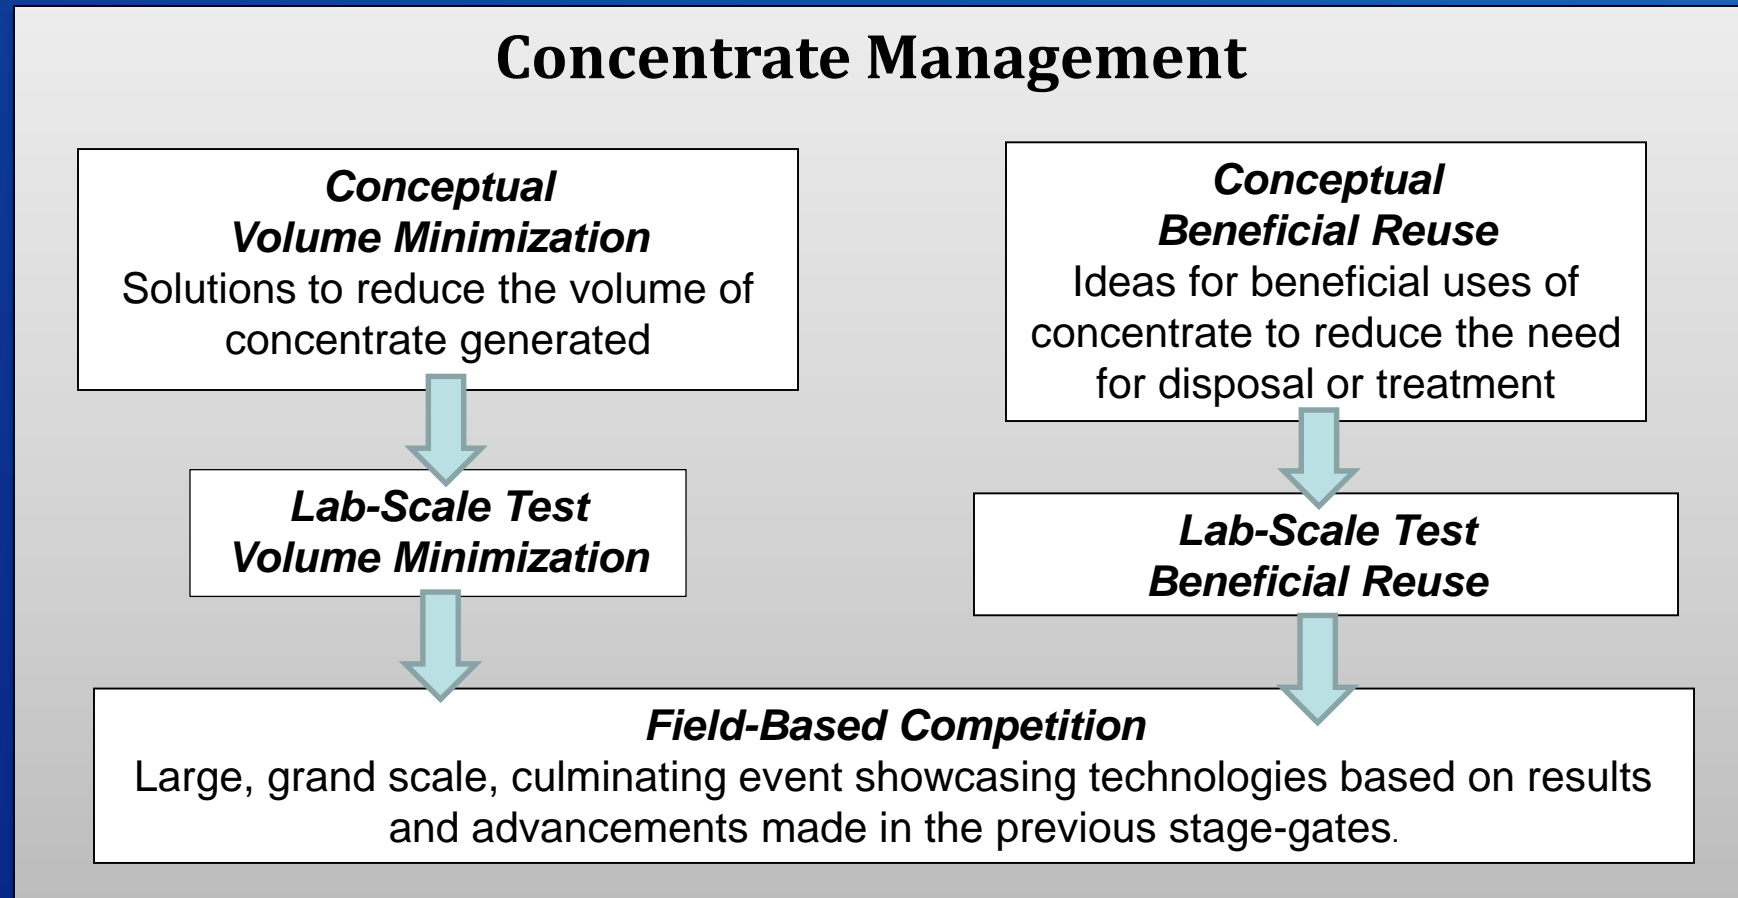 Concentrate Management
Conceptual
Volume Minimization
Solutions to reduce the volume of
concentrate generated
Conceptual
Beneficial Reuse
Ideas for beneficial uses of
concentrate to reduce the need
for disposal or treatment
Lab-Scale Test
Volume Minimization
Lab-Scale Test
Beneficial Reuse
Field-Based Competition
Large, grand scale, culminating event showcasing technologies based on results
and advancements made in the previous stage-gates.